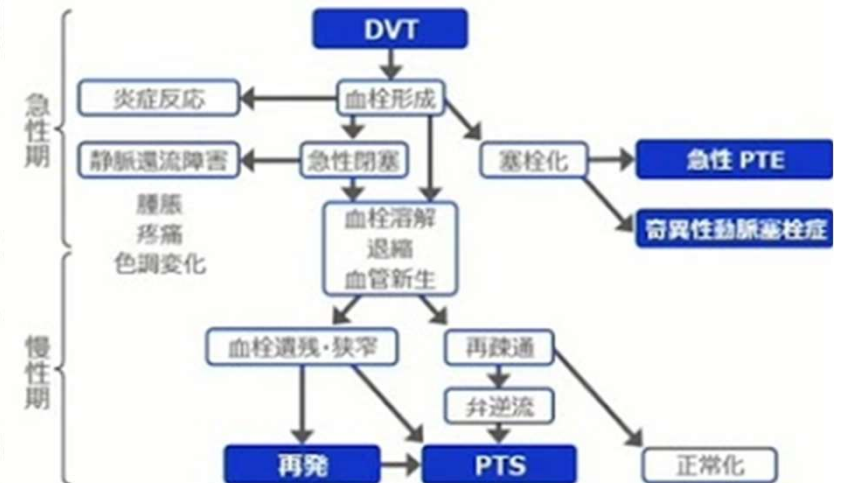 DVT
急性期
炎症反応
血栓形成
静脈還流障害
急性閉塞
塞栓化
急性 PTE
腫脹
疼痛
色調変化
血栓溶解
退縮
血管新生
奇異性動脈塞栓症
慢性期
血栓遺残・狭窄
再疎通
弁逆流
再発
PTS
正常化